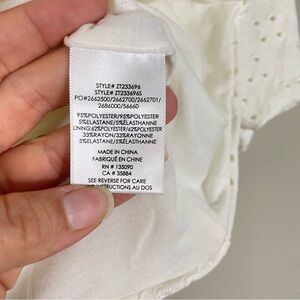 STYLE# ZT233696
STYLE# ZT233696S
PO#2662500/2662700/2662701/
2686000/56660
95%POLYESTER/95%POLYESTER
5%ELASTANE/5%ÉLASTHANNE
LINING:62%POLYESTER/62%POLYESTER
33%RAYON/33%RAYONNE
5%ELASTANE/5%ÉLASTHANNE
MADE IN CHINA
FABRIQUÉ EN CHINE
RN # 135090
CA # 35884
SEE REVERSE FOR CARE
INSTRUCTIONS AU DOS